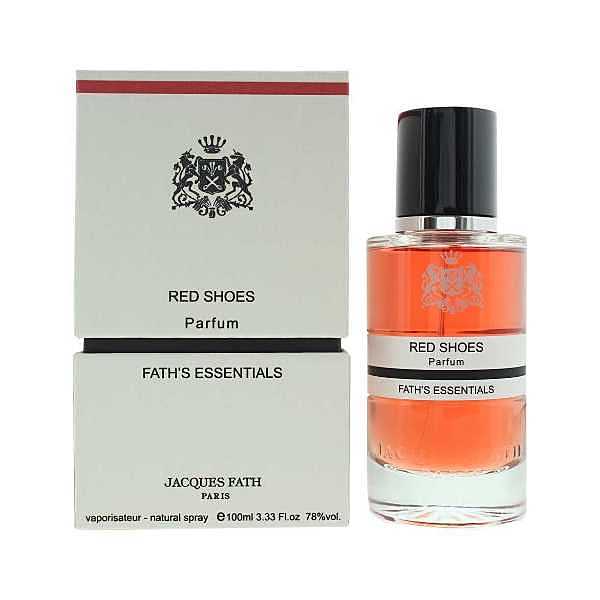 RED SHOES
Parfum
FATH'S ESSENTIALS
JACQUES FATH
PARIS
vaporisateur - natural spray ℮100ml 3.33 Fl.oz 78%vol.
RED SHOES
Parfum
FATH'S ESSENTIALS